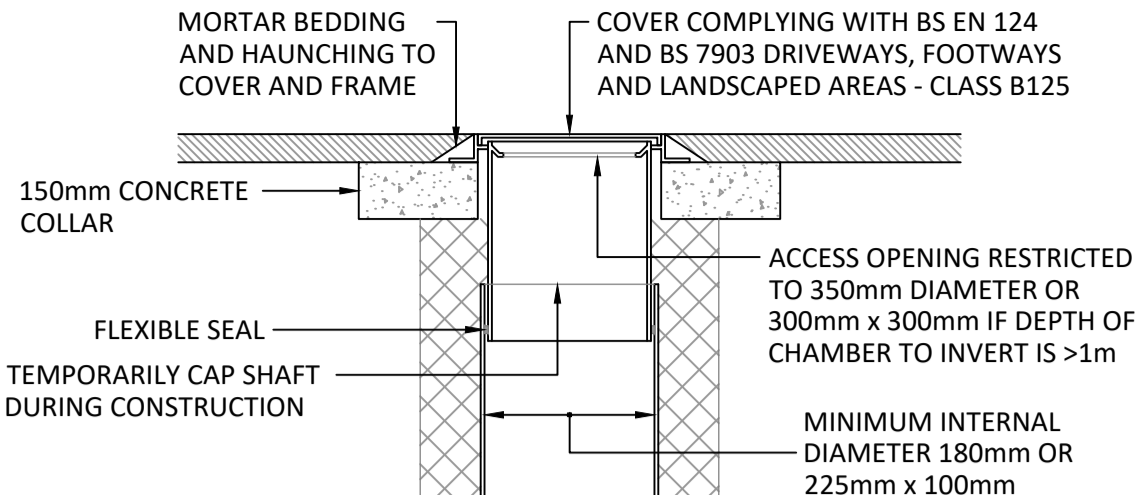 MORTAR BEDDING
AND HAUNCHING TO
COVER AND FRAME
COVER COMPLYING WITH BS EN 124
AND BS 7903 DRIVEWAYS, FOOTWAYS
AND LANDSCAPED AREAS - CLASS B125
150mm CONCRETE
COLLAR
ACCESS OPENING RESTRICTED
TO 350mm DIAMETER OR
300mm x 300mm IF DEPTH OF
CHAMBER TO INVERT IS >1m
FLEXIBLE SEAL
TEMPORARILY CAP SHAFT
DURING CONSTRUCTION
MINIMUM INTERNAL
DIAMETER 180mm OR
225mm x 100mm